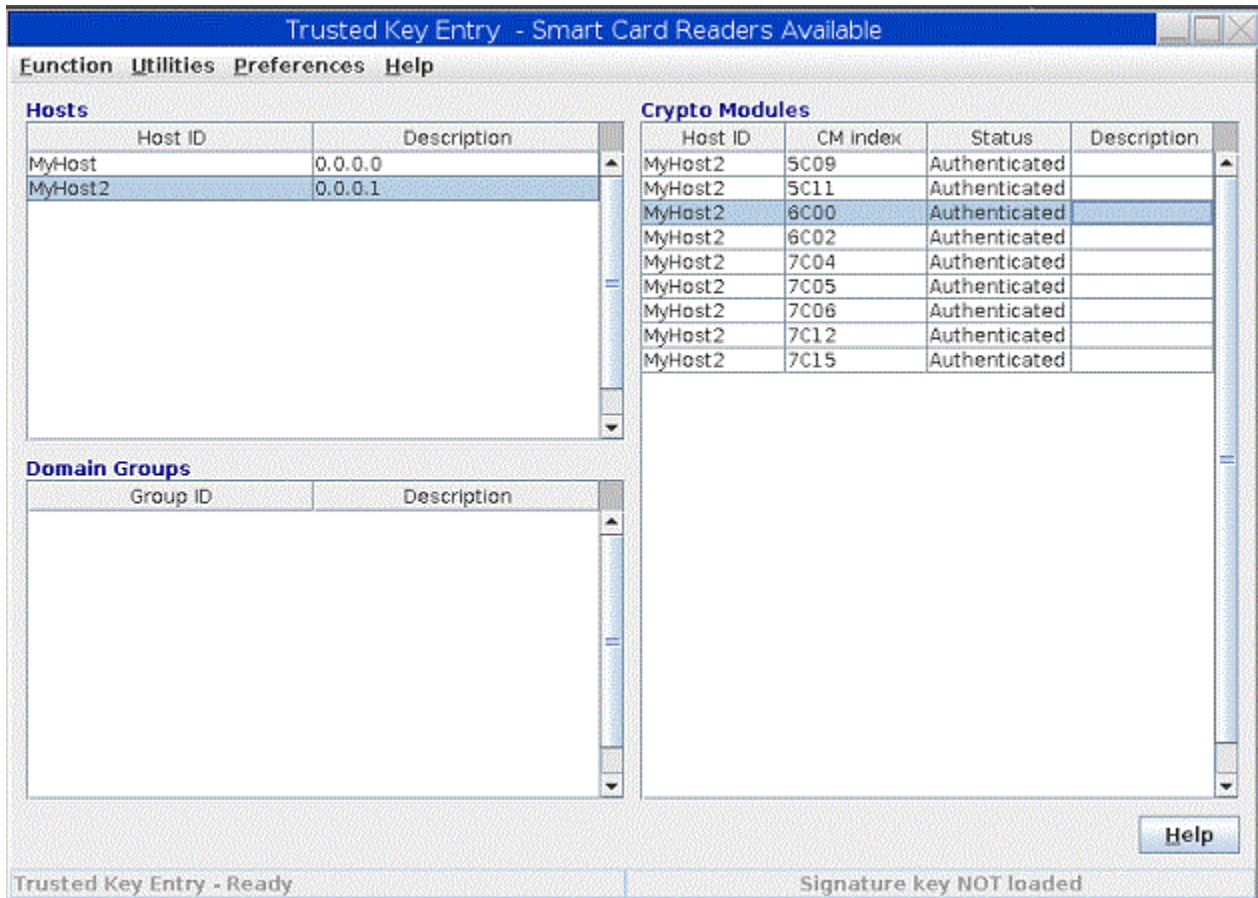 Trusted Key Entry - Smart Card Readers Available
Function Utilities Preferences Help
Hosts
Host ID Description
MyHost 0.0.0.0
MyHost2 0.0.0.1
Domain Groups
Group ID Description
Crypto Modules
Host ID CM index Status Description
MyHost2 5C09 Authenticated
MyHost2 5C11 Authenticated
MyHost2 6C00 Authenticated
MyHost2 6C02 Authenticated
MyHost2 7C04 Authenticated
MyHost2 7C05 Authenticated
MyHost2 7C06 Authenticated
MyHost2 7C12 Authenticated
MyHost2 7C15 Authenticated
Help
Trusted Key Entry - Ready
Signature key NOT loaded